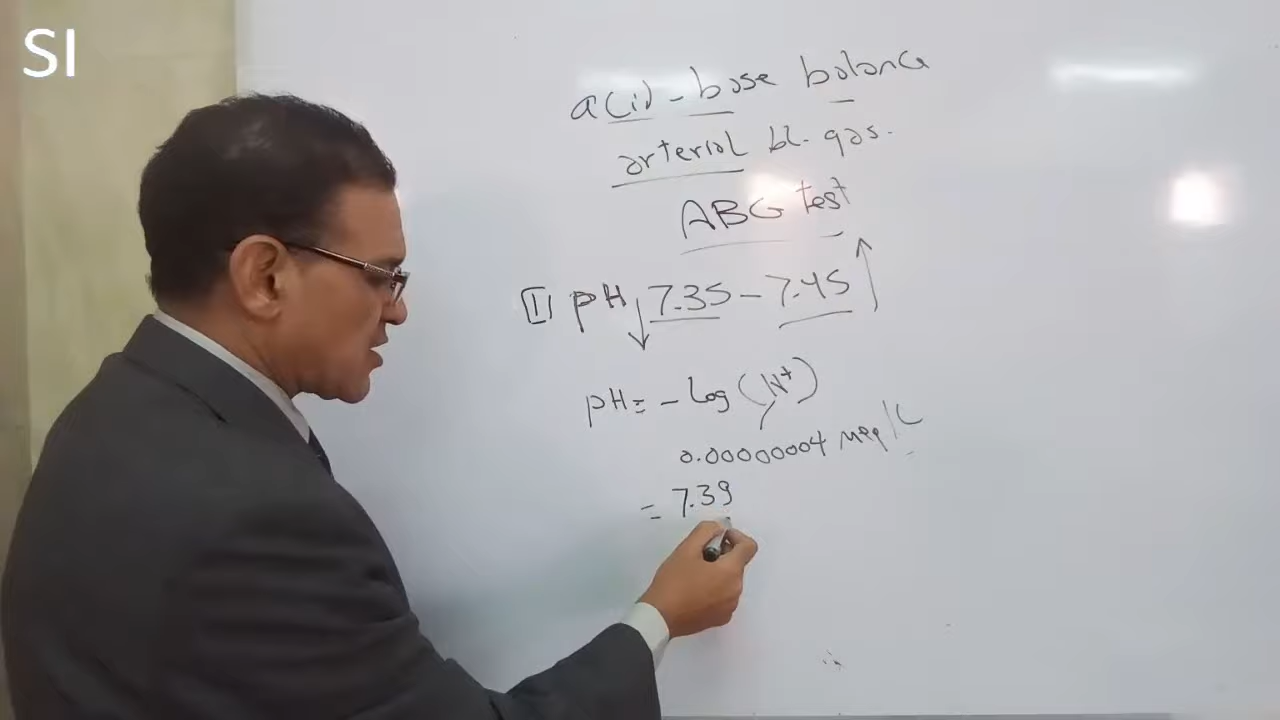 SI
acid-base balance
arterial bl. gas.
ABG test
1 pH ↓ 7.35 - 7.45 ↑
pH = - Log (H+)
0.00000004 meq/L
= 7.39